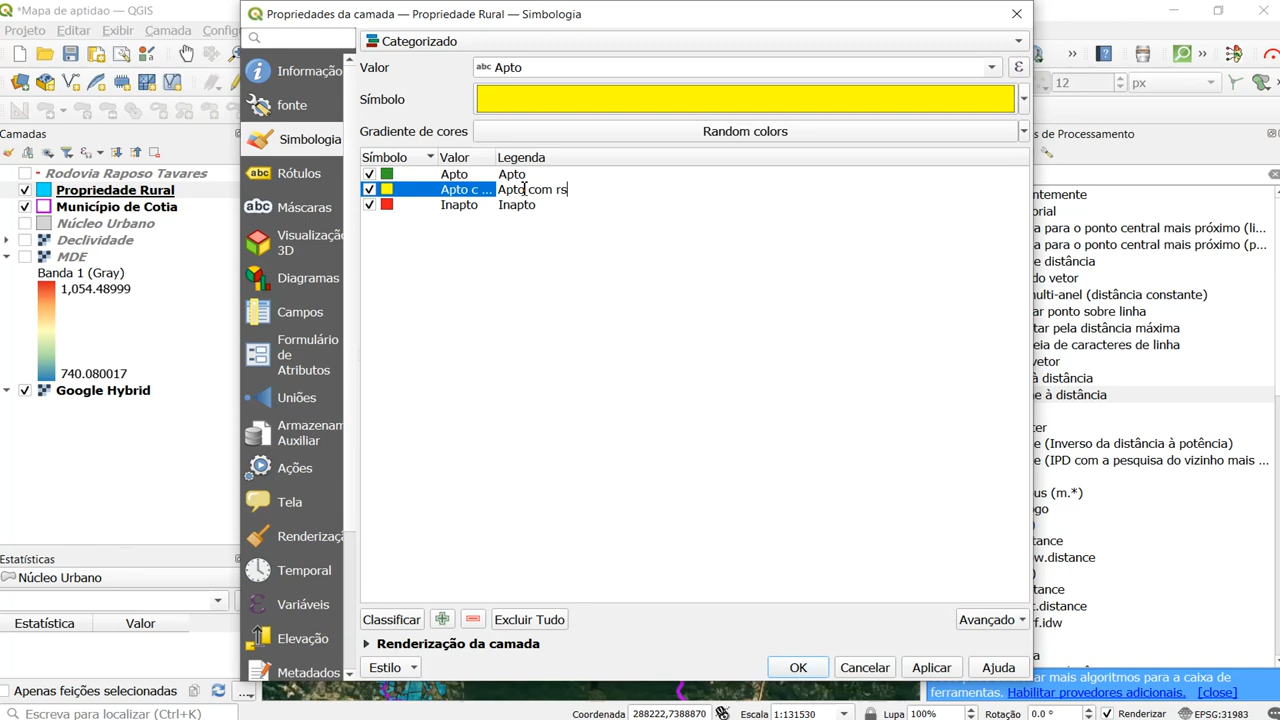 *Mapa de aptidao — QGIS
Projeto Editar Exibir Camada Config
Camadas
Rodovia Raposo Tavares
Propriedade Rural
Município de Cotia
Núcleo Urbano
Declividade
MDE
Banda 1 (Gray)
1,054.48999
740.080017
Google Hybrid
Estatísticas
Núcleo Urbano
Estatística Valor
Apenas feições selecionadas
...
Escreva para localizar (Ctrl+K)
Propriedades da camada — Propriedade Rural — Simbologia
Informação
fonte
Simbologia
abc Rótulos
abc Máscaras
Visualizaçã
3D
Diagramas
Campos
Formulário
de
Atributos
Uniões
Armazenam
Auxiliar
Ações
Tela
Renderizaçã
Temporal
Variáveis
Elevação
Metadados
Categorizado
Valor abc Apto ε
Símbolo
Gradiente de cores Random colors
Símbolo Valor Legenda
Apto Apto
Apto c ... Apto com rs
Inapto Inapto
Classificar Excluir Tudo Avançado
Renderização da camada
Estilo OK Cancelar Aplicar Ajuda
12 px
s de Processamento
ntemente
orial
para o ponto central mais próximo (li...
para o ponto central mais próximo (p...
e distância
do vetor
multi-anel (distância constante)
ar ponto sobre linha
tar pela distância máxima
eia de caracteres de linha
vetor
à distância
e à distância
ter
e (Inverso da distância à potência)
e (IPD com a pesquisa do vizinho mais ...
ous (m.*)
ogo
tance
w.distance
tance
t.distance
f.idw
ar mais algoritmos para a caixa de
ferramentas. Habilitar provedores adicionais. [close]
Coordenada 288222,7388870 Escala 1:131530 Lupa 100% Rotação 0.0 ° Renderizar EPSG:31983